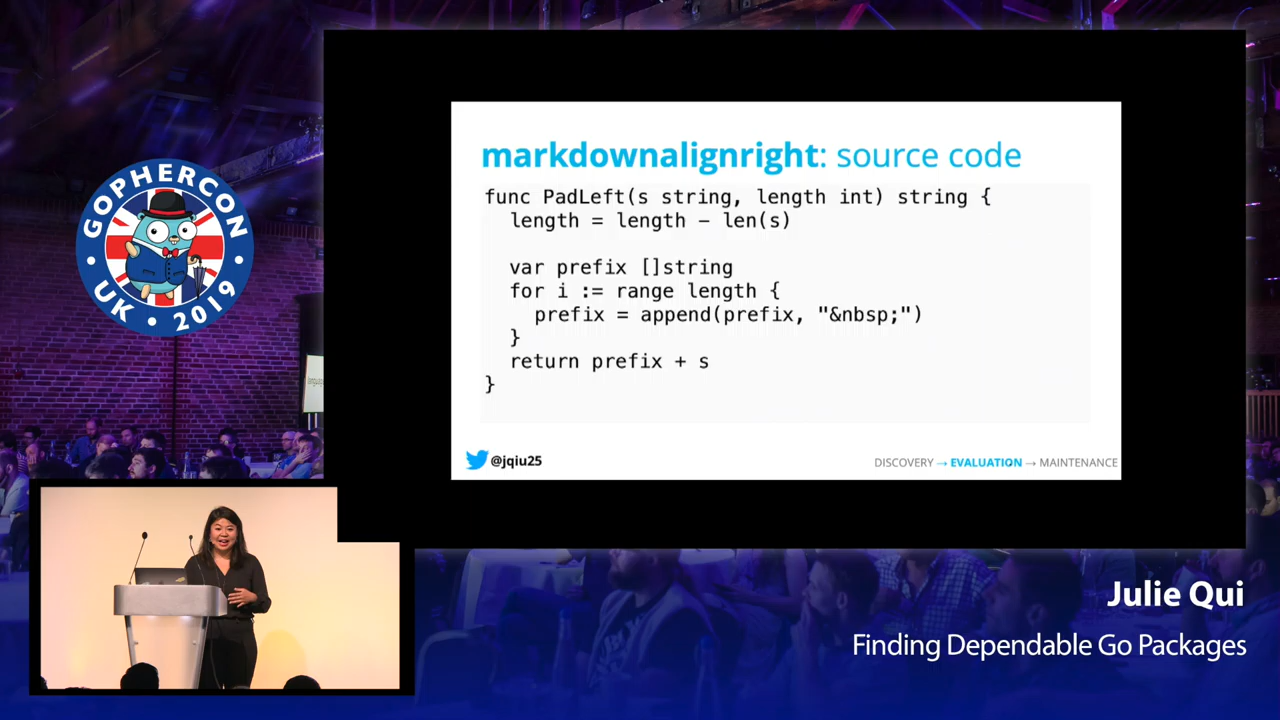 GOPHERCON
UK • 2019
markdownalignright: source code
func PadLeft(s string, length int) string {
length = length – len(s)
var prefix []string
for i := range length {
prefix = append(prefix, "&nbsp;")
}
return prefix + s
}
@jqiu25
DISCOVERY → EVALUATION → MAINTENANCE
Julie Qui
Finding Dependable Go Packages